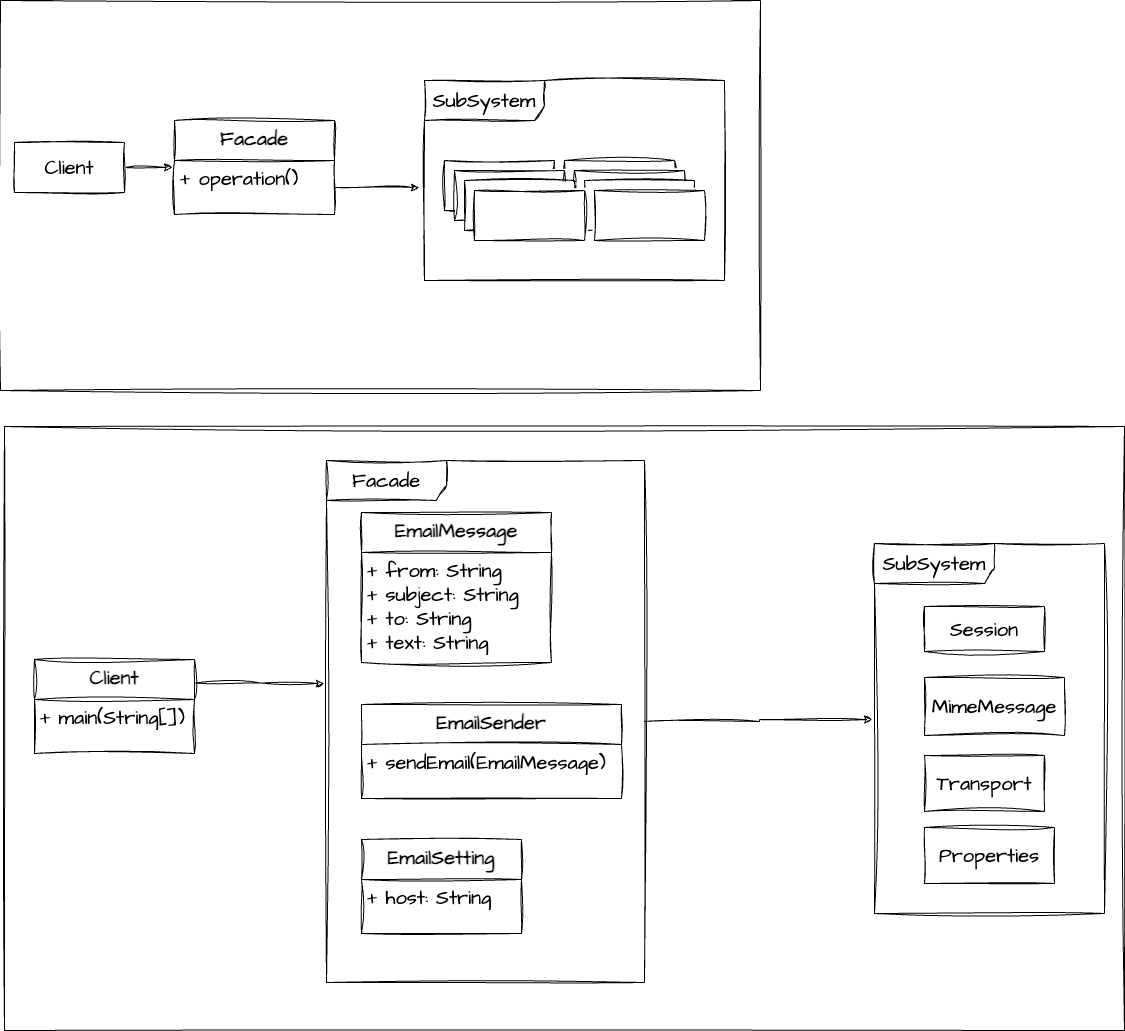 SubSystem
Facade
Client
+ operation()
Facade
EmailMessage
+ from: String
+ subject: String
+ to: String
+ text: String
SubSystem
Session
Client
+ main(String[])
MimeMessage
EmailSender
+ sendEmail(EmailMessage)
Transport
EmailSetting
+ host: String
Properties